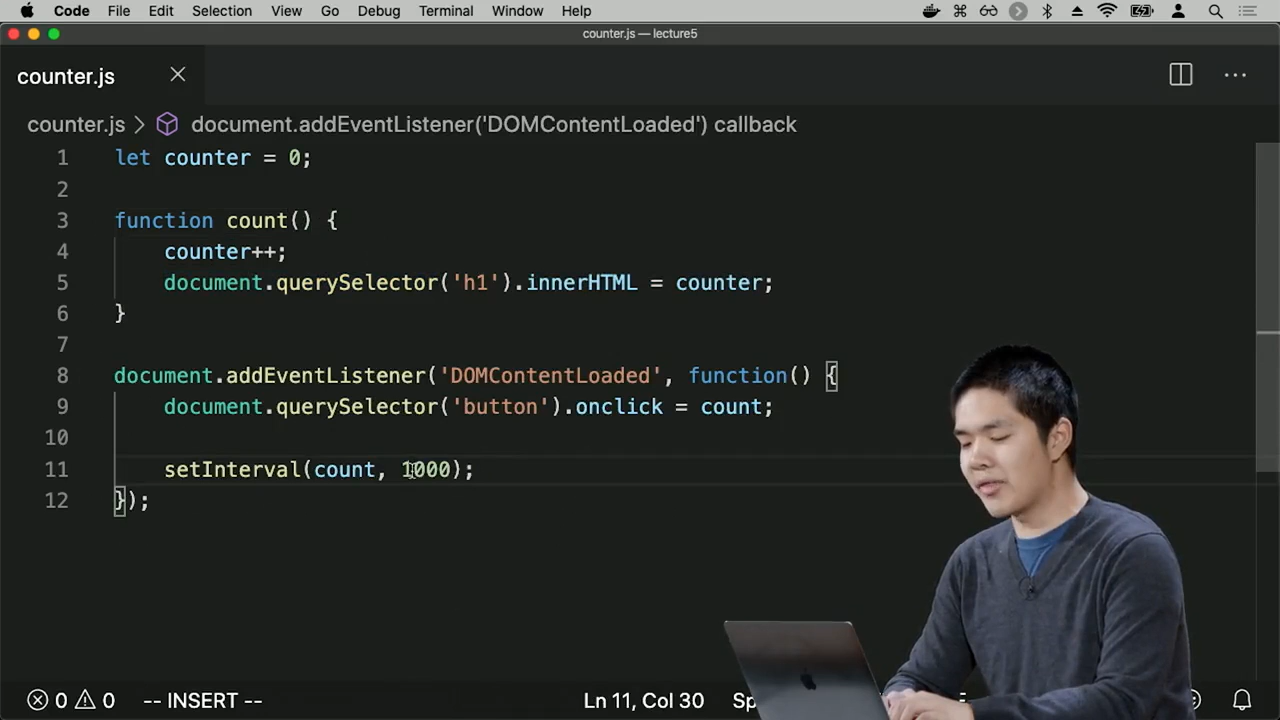 Code File Edit Selection View Go Debug Terminal Window Help
counter.js — lecture5
counter.js
counter.js > document.addEventListener('DOMContentLoaded') callback
1 let counter = 0;
2
3 function count() {
4 counter++;
5 document.querySelector('h1').innerHTML = counter;
6 }
7
8 document.addEventListener('DOMContentLoaded', function() {
9 document.querySelector('button').onclick = count;
10
11 setInterval(count, 1000);
12 });
0 0 -- INSERT -- Ln 11, Col 30